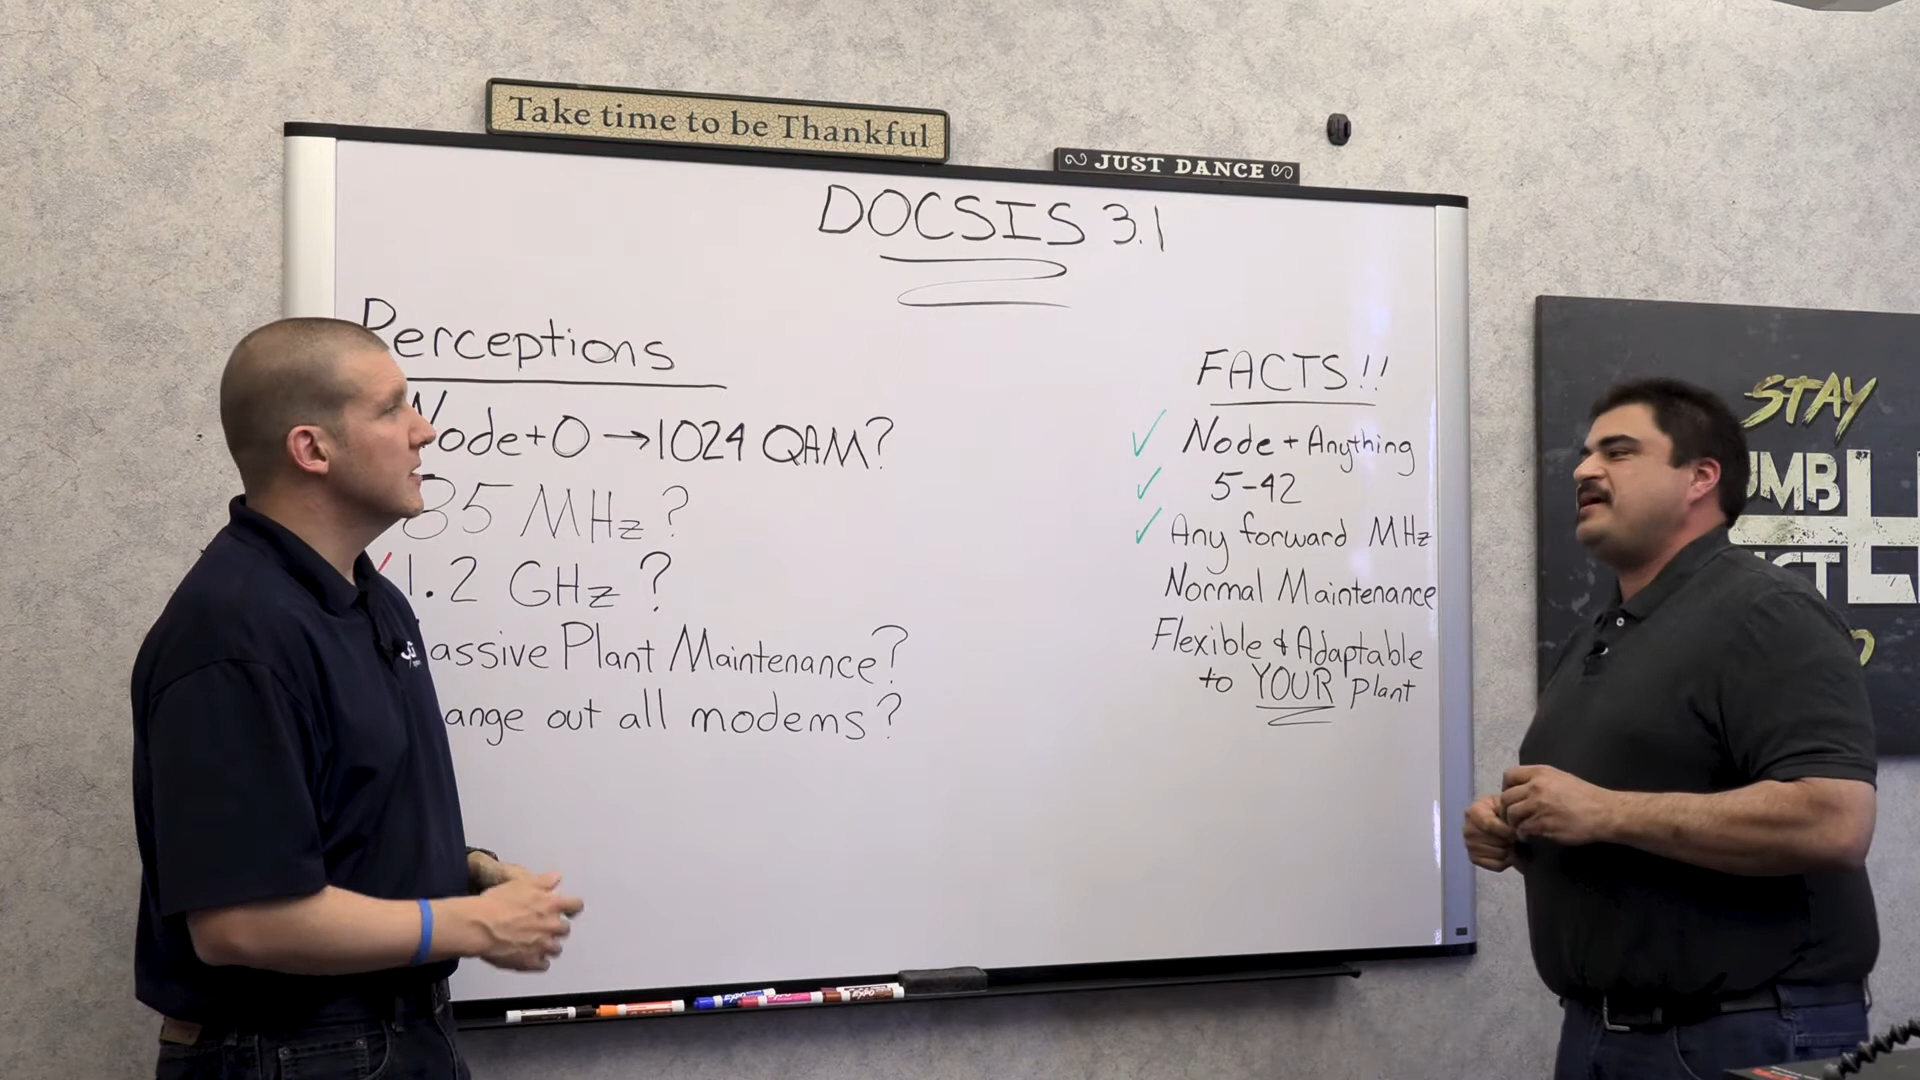 Take time to be Thankful
JUST DANCE
DOCSIS 3.1
Perceptions
Node+0→1024 QAM?
85 MHz?
1.2 GHz?
assive Plant Maintenance?
ange out all modems?
FACTS!!
✓ Node + Anything
✓ 5-42
✓ Any forward MHz
Normal Maintenance
Flexible & Adaptable
to YOUR plant
STAY
UMBL